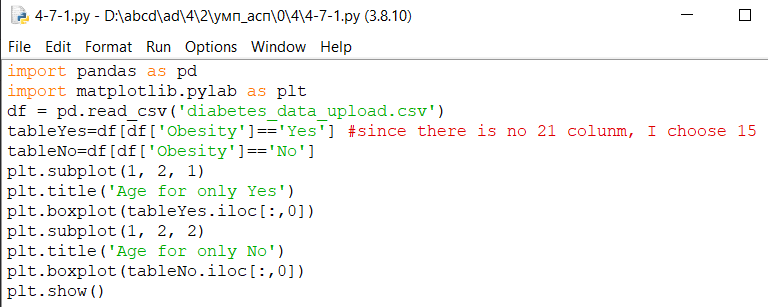 4-7-1.py - D:\abcd\ad\4\2\умп_асп\0\4\4-7-1.py (3.8.10)
File Edit Format Run Options Window Help
import pandas as pd
import matplotlib.pylab as plt
df = pd.read_csv('diabetes_data_upload.csv')
tableYes=df[df['Obesity']=='Yes'] #since there is no 21 colunm, I choose 15
tableNo=df[df['Obesity']=='No']
plt.subplot(1, 2, 1)
plt.title('Age for only Yes')
plt.boxplot(tableYes.iloc[:,0])
plt.subplot(1, 2, 2)
plt.title('Age for only No')
plt.boxplot(tableNo.iloc[:,0])
plt.show()